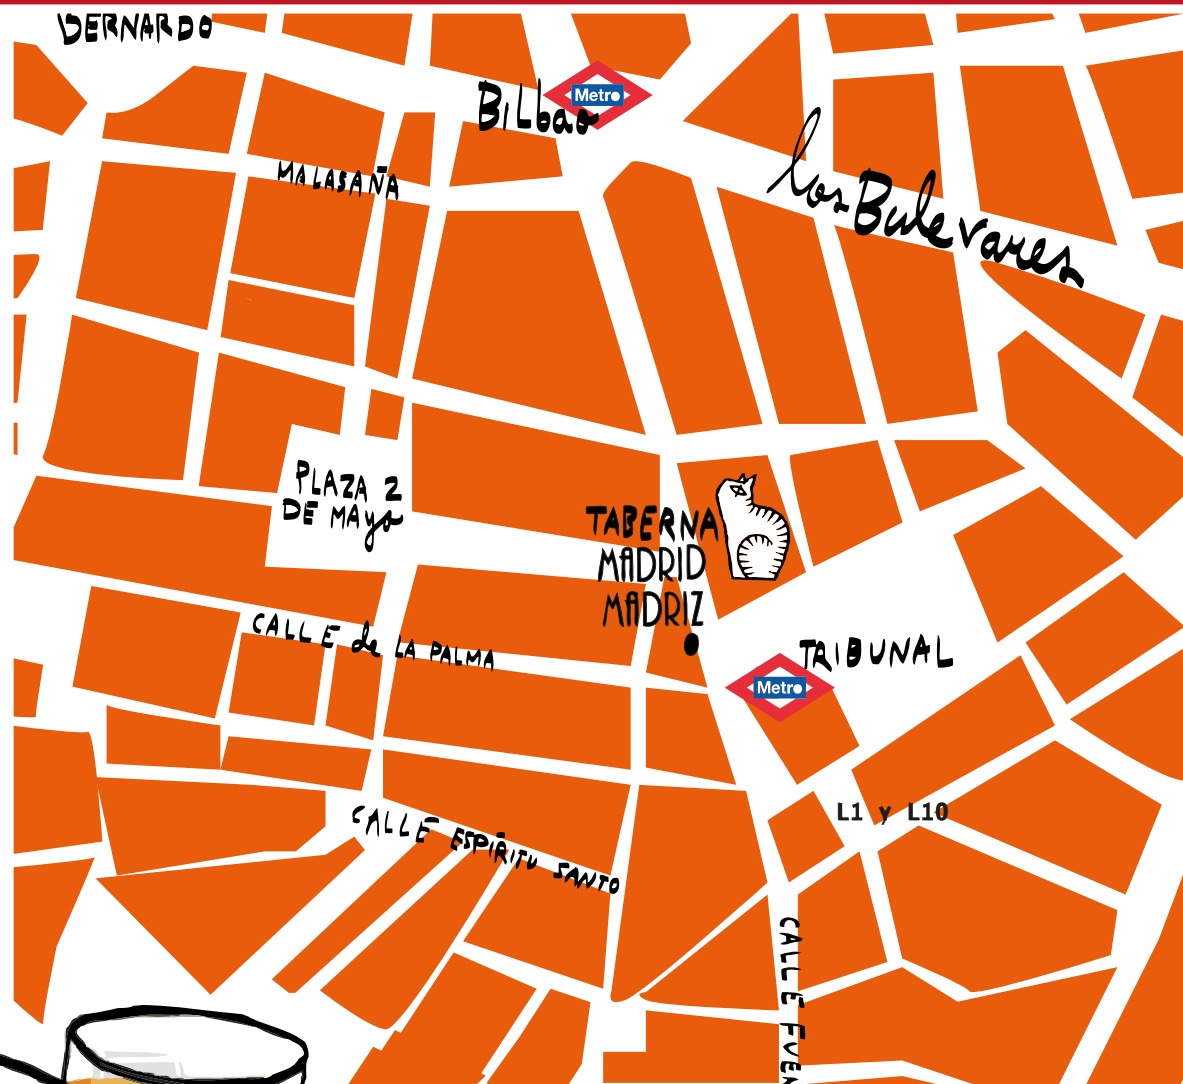 BERNARDO
Metro
Bilbao
MALASAÑA
los Bulevares
PLAZA 2
DE MAyo
TABERNA
MADRID
MADRIZ
CALLE de LA PALMA
TRIBUNAL
Metro
L1 y L10
CALLE ESPÍRITU SANTO
CALLE FUEN